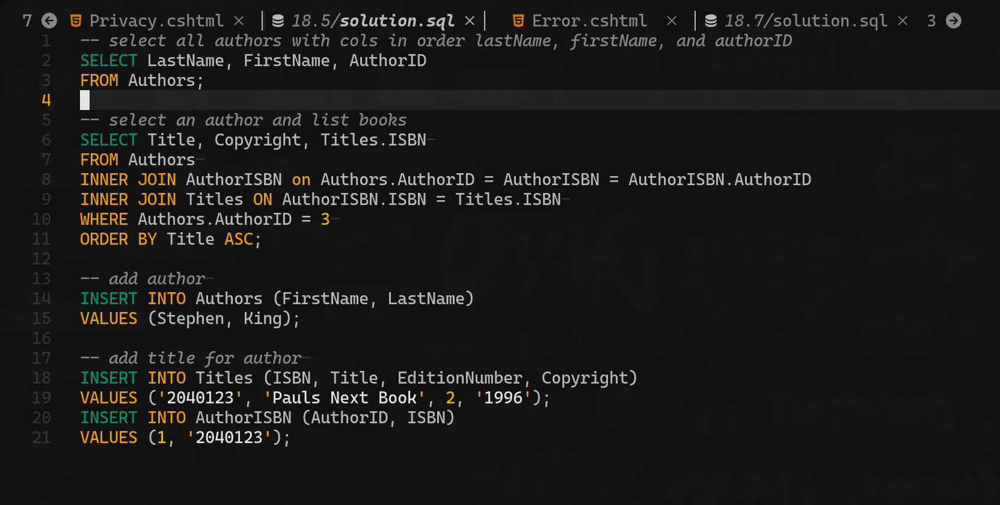 7 Privacy.cshtml × 18.5/solution.sql × Error.cshtml × 18.7/solution.sql × 3
1 -- select all authors with cols in order lastName, firstName, and authorID
2 SELECT LastName, FirstName, AuthorID
3 FROM Authors;
4
5 -- select an author and list books
6 SELECT Title, Copyright, Titles.ISBN-
7 FROM Authors-
8 INNER JOIN AuthorISBN on Authors.AuthorID = AuthorISBN = AuthorISBN.AuthorID
9 INNER JOIN Titles ON AuthorISBN.ISBN = Titles.ISBN-
10 WHERE Authors.AuthorID = 3-
11 ORDER BY Title ASC;
12
13 -- add author-
14 INSERT INTO Authors (FirstName, LastName)
15 VALUES (Stephen, King);
16
17 -- add title for author-
18 INSERT INTO Titles (ISBN, Title, EditionNumber, Copyright)
19 VALUES ('2040123', 'Pauls Next Book', 2, '1996');
20 INSERT INTO AuthorISBN (AuthorID, ISBN)
21 VALUES (1, '2040123');